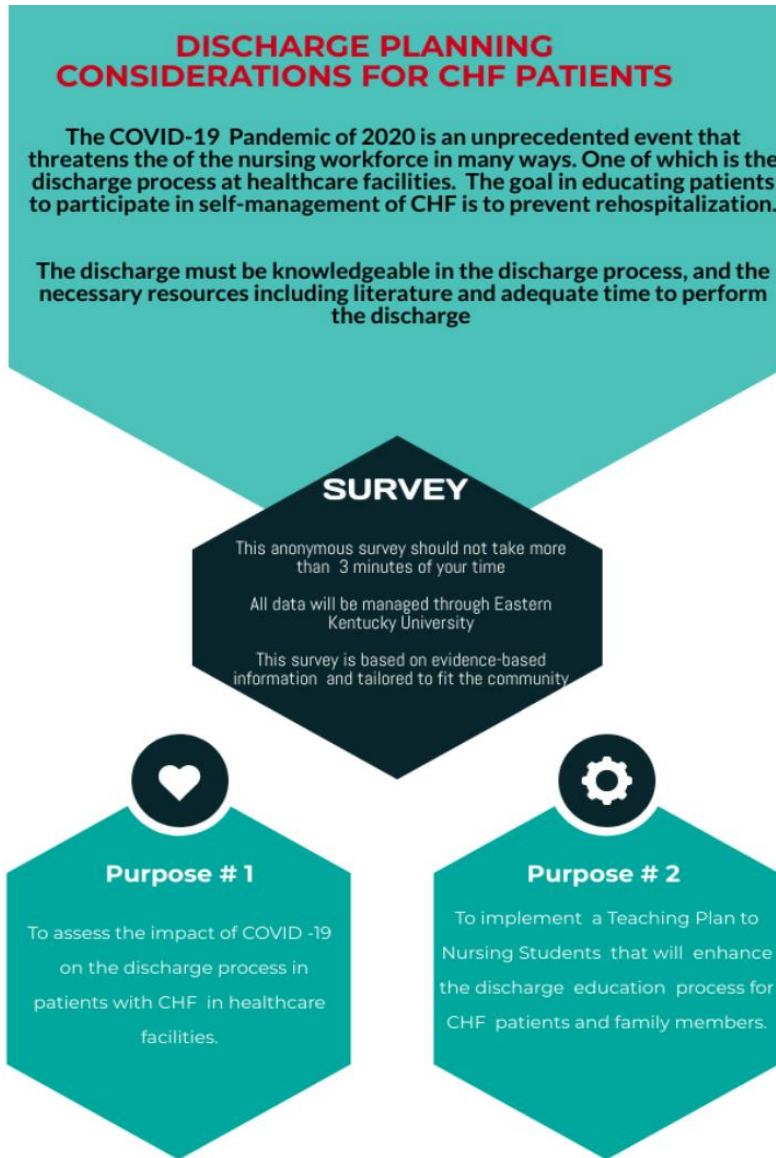 DISCHARGE PLANNING
CONSIDERATIONS FOR CHF PATIENTS
The COVID-19 Pandemic of 2020 is an unprecedented event that
threatens the of the nursing workforce in many ways. One of which is the
discharge process at healthcare facilities. The goal in educating patients
to participate in self-management of CHF is to prevent rehospitalization.
The discharge must be knowledgeable in the discharge process, and the
necessary resources including literature and adequate time to perform
the discharge
SURVEY
This anonymous survey should not take more
than 3 minutes of your time
All data will be managed through Eastern
Kentucky University
This survey is based on evidence-based
information and tailored to fit the community
Purpose # 1
To assess the impact of COVID -19
on the discharge process in
patients with CHF in healthcare
facilities.
Purpose # 2
To implement a Teaching Plan to
Nursing Students that will enhance
the discharge education process for
CHF patients and family members.